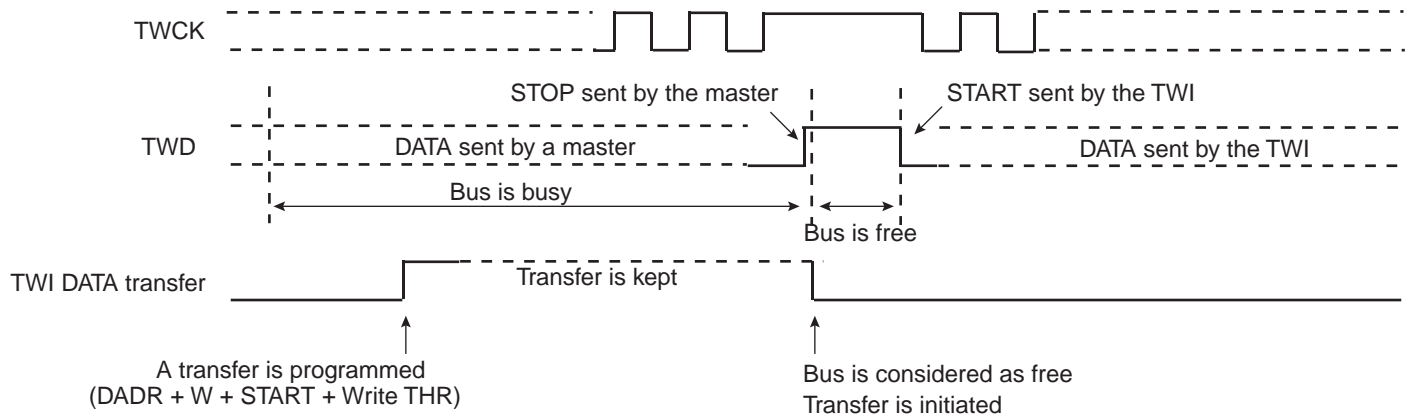 TWCK
STOP sent by the master
START sent by the TWI
TWD
DATA sent by a master
DATA sent by the TWI
Bus is busy
Bus is free
TWI DATA transfer
Transfer is kept
A transfer is programmed
(DADR + W + START + Write THR)
Bus is considered as free
Transfer is initiated